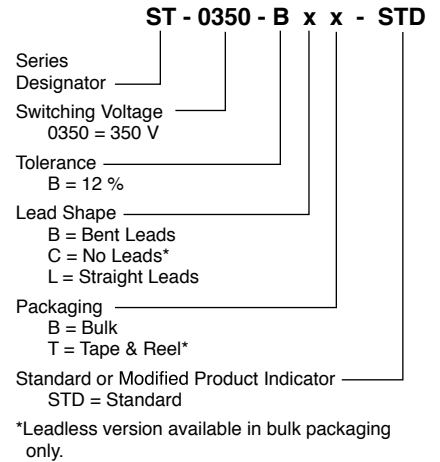 ST - 0350 - B x x - STD
Series
Designator
Switching Voltage
0350 = 350 V
Tolerance
B = 12 %
Lead Shape
B = Bent Leads
C = No Leads*
L = Straight Leads
Packaging
B = Bulk
T = Tape & Reel*
Standard or Modified Product Indicator
STD = Standard
*Leadless version available in bulk packaging
only.